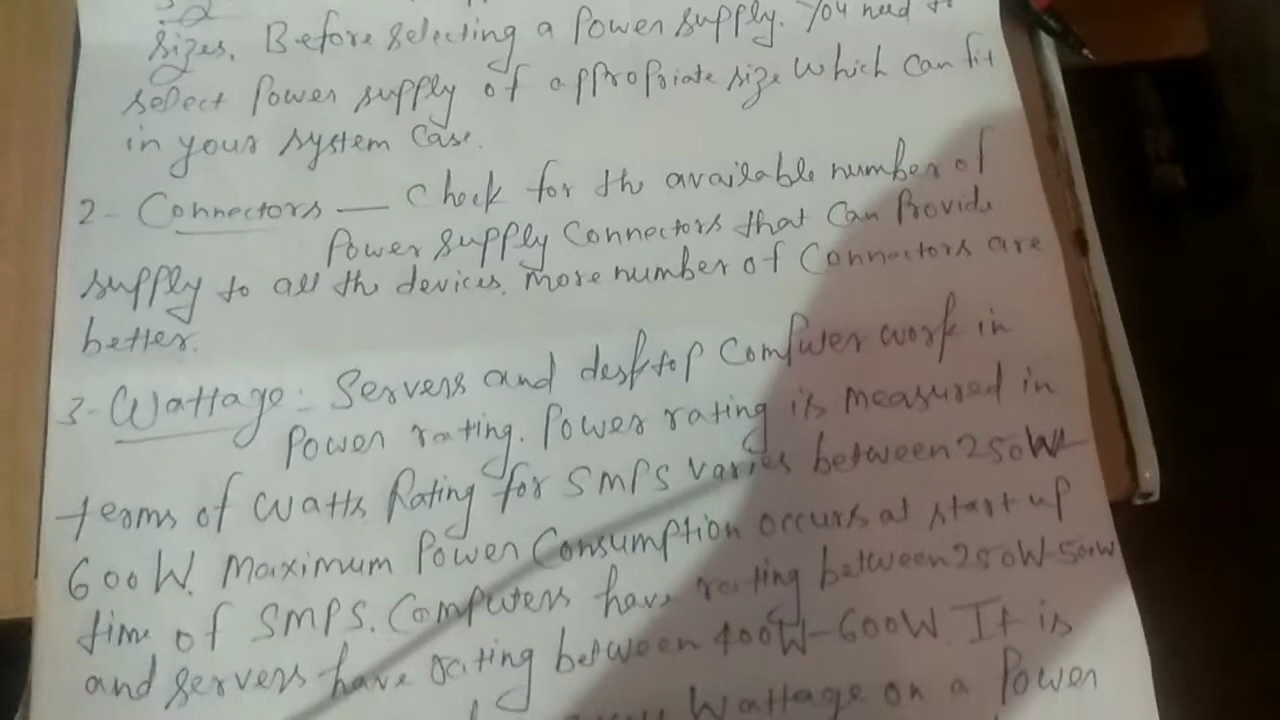 sizes. Before selecting a Power supply. You need to
select Power supply of appropriate size which can fit
in your system case.
2- Connectors — Check for the available number of
Power supply Connectors that can Provide
supply to all the devices. More number of Connectors are
better.
3- Wattage - Servers and desktop Computer work in
Power rating. Power rating is measured in
terms of watts Rating for SMPS varies between 250W-
600W. Maximum Power Consumption occurs at start up
time of SMPS. Computers have rating between 250W-500W
and servers have rating between 400W-600W It is
Wattage on a Power